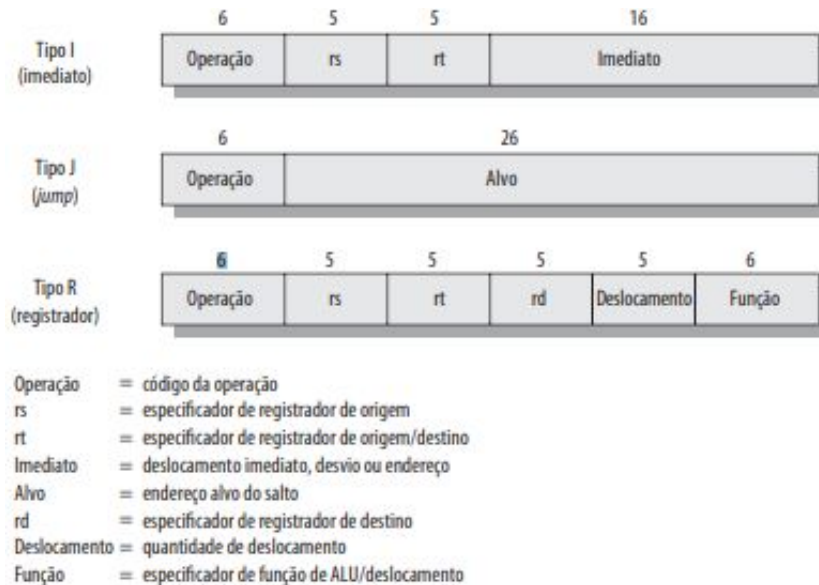 6 5 5 16
Tipo I
(imediato)
Operação rs rt Imediato
6 26
Tipo J
(jump)
Operação Alvo
6 5 5 5 5 6
Tipo R
(registrador)
Operação rs rt rd Deslocamento Função
Operação = código da operação
rs = especificador de registrador de origem
rt = especificador de registrador de origem/destino
Imediato = deslocamento imediato, desvio ou endereço
Alvo = endereço alvo do salto
rd = especificador de registrador de destino
Deslocamento = quantidade de deslocamento
Função = especificador de função de ALU/deslocamento